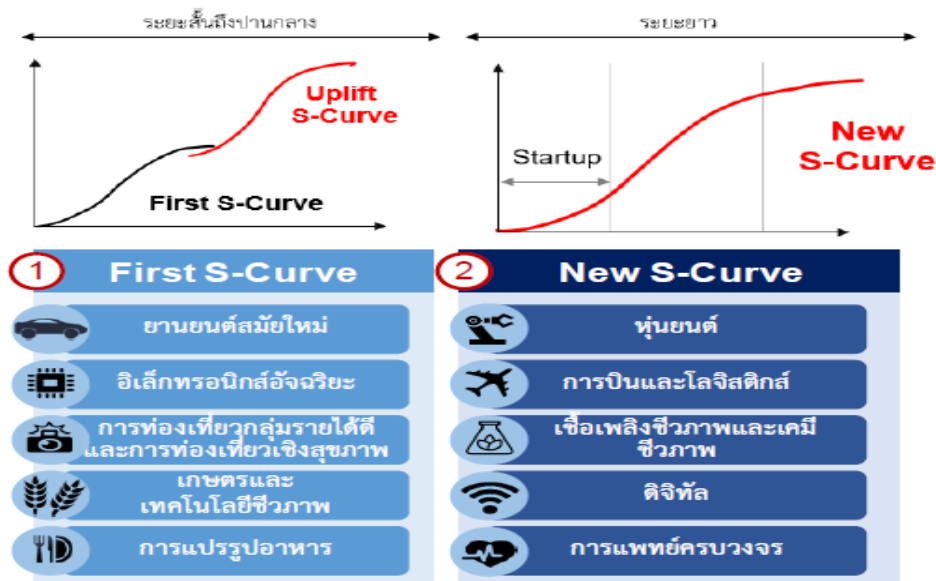 ระยะสั้นถึงปานกลาง
ระยะยาว
Uplift
S-Curve
First S-Curve
Startup
New
S-Curve
1 First S-Curve
ยานยนต์สมัยใหม่
อิเล็กทรอนิกส์อัจฉริยะ
การท่องเที่ยวกลุ่มรายได้ดี
และการท่องเที่ยวเชิงสุขภาพ
เกษตรและ
เทคโนโลยีชีวภาพ
การแปรรูปอาหาร
2 New S-Curve
หุ่นยนต์
การบินและโลจิสติกส์
เชื้อเพลิงชีวภาพและเคมี
ชีวภาพ
ดิจิทัล
การแพทย์ครบวงจร